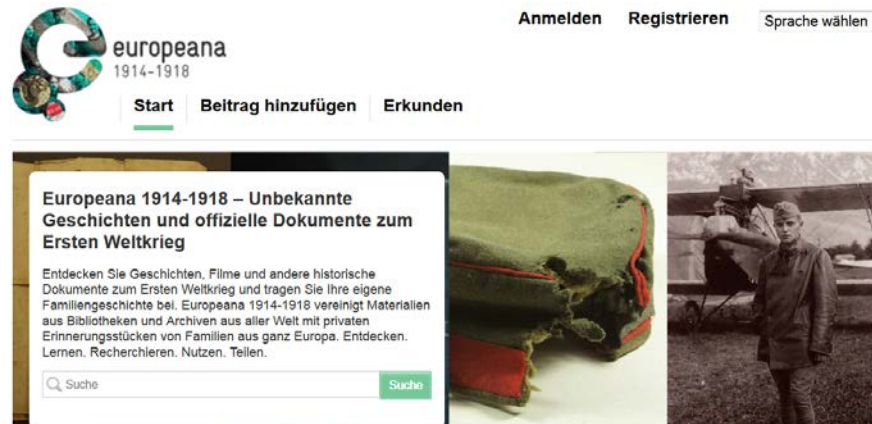 Anmelden Registrieren Sprache wählen
europeana
1914-1918
Start Beitrag hinzufügen Erkunden
Europeana 1914-1918 – Unbekannte
Geschichten und offizielle Dokumente zum
Ersten Weltkrieg
Entdecken Sie Geschichten, Filme und andere historische
Dokumente zum Ersten Weltkrieg und tragen Sie Ihre eigene
Familiengeschichte bei. Europeana 1914-1918 vereinigt Materialien
aus Bibliotheken und Archiven aus aller Welt mit privaten
Erinnerungsstücken von Familien aus ganz Europa. Entdecken.
Lernen. Recherchieren. Nutzen. Teilen.
Suche Suche